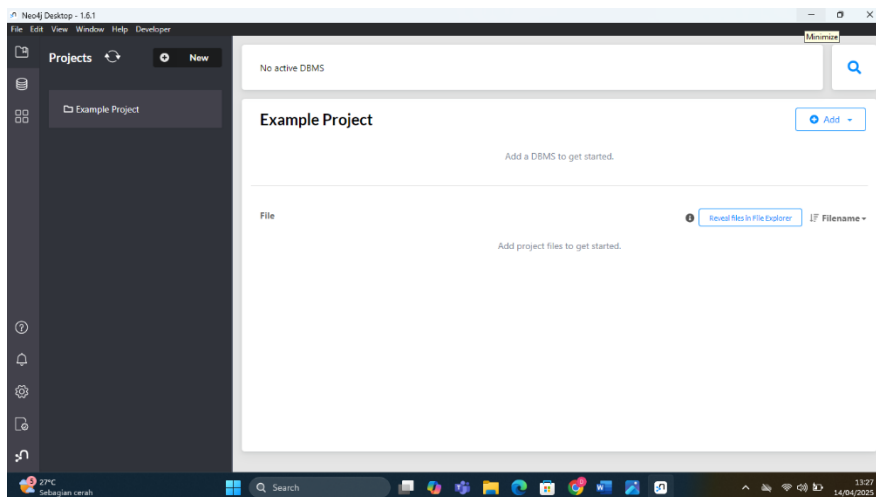 Neo4j Desktop - 1.6.1
File Edit View Window Help Developer
Minimize
Projects
New
Example Project
No active DBMS
Example Project
Add
Add a DBMS to get started.
File
Reveal files in File Explorer
Filename
Add project files to get started.
27°C
Sebagian cerah
Search
13:27
14/04/2025